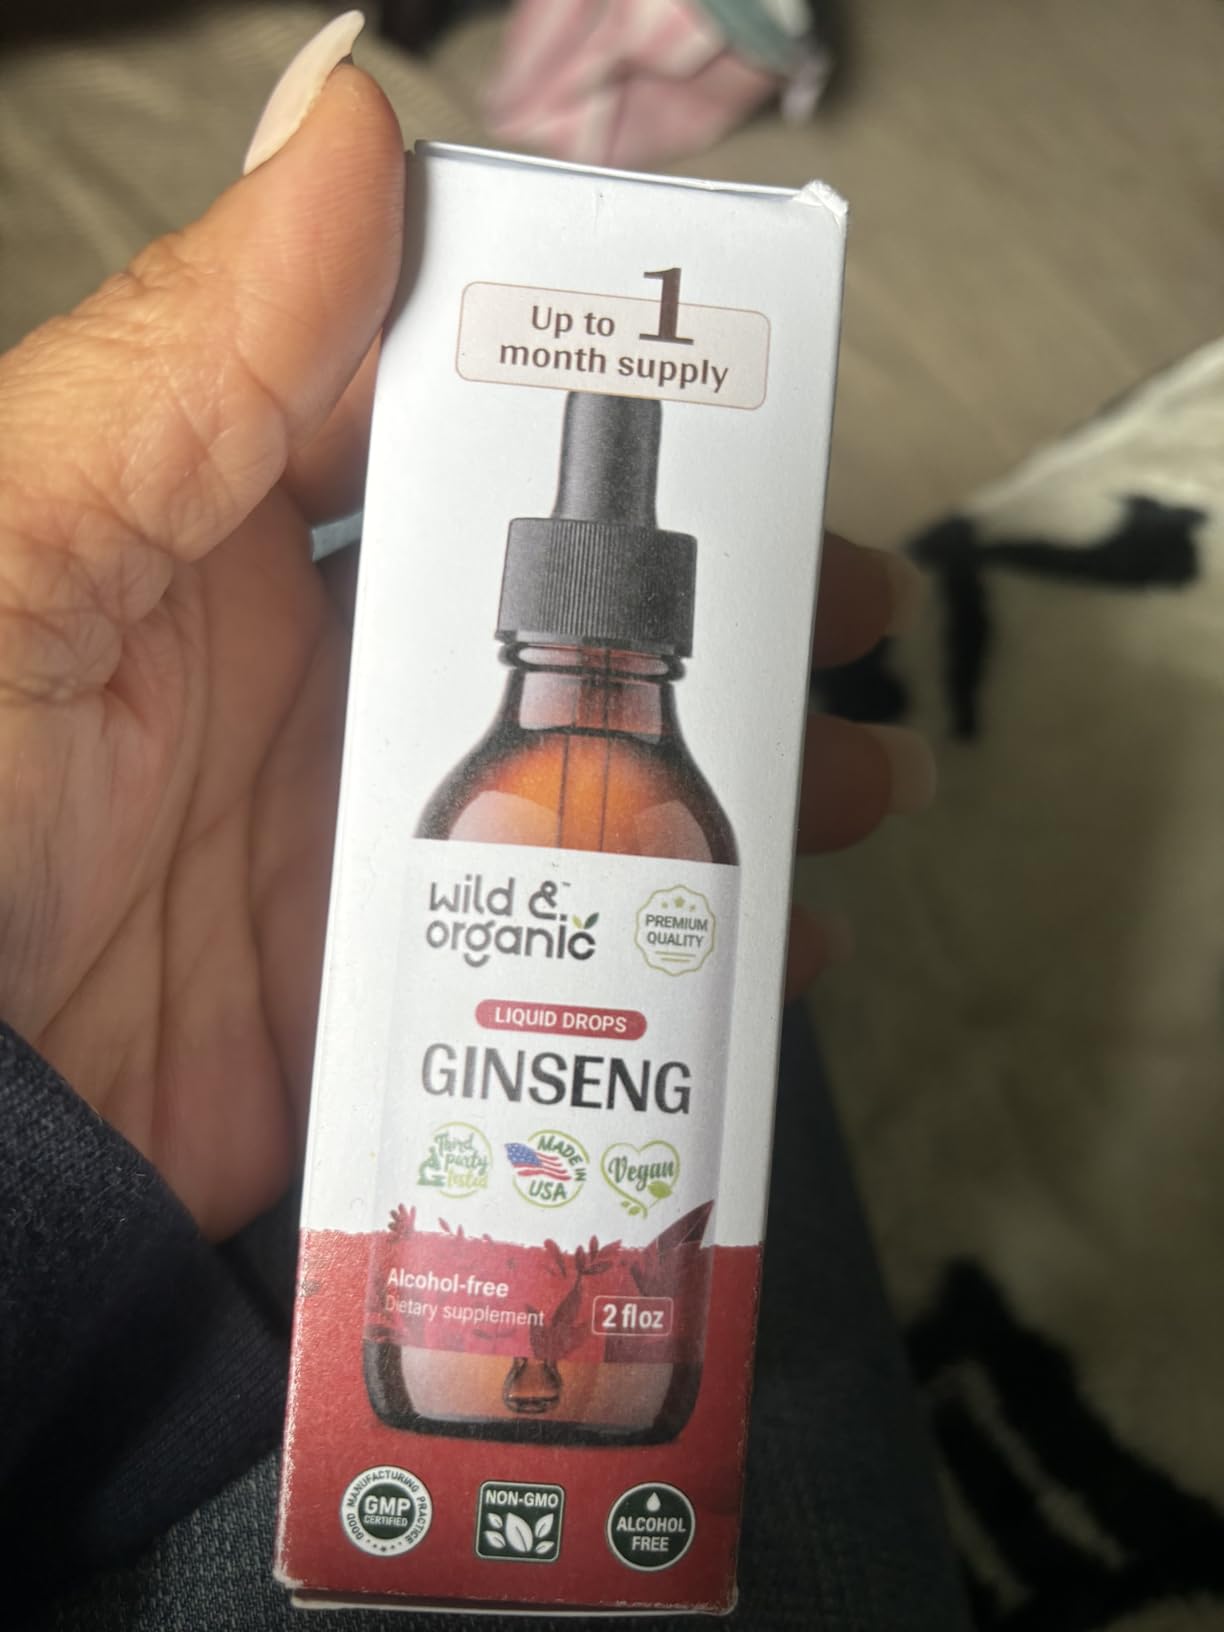 Up to 1
month supply
wild &™
organic
PREMIUM
QUALITY
LIQUID DROPS
GINSENG
Third
party
tested
MADE IN
USA
Vegan
Alcohol-free
Dietary supplement
2 fl oz
GOOD MANUFACTURING PRACTICE
GMP
CERTIFIED
NON-GMO
ALCOHOL
FREE